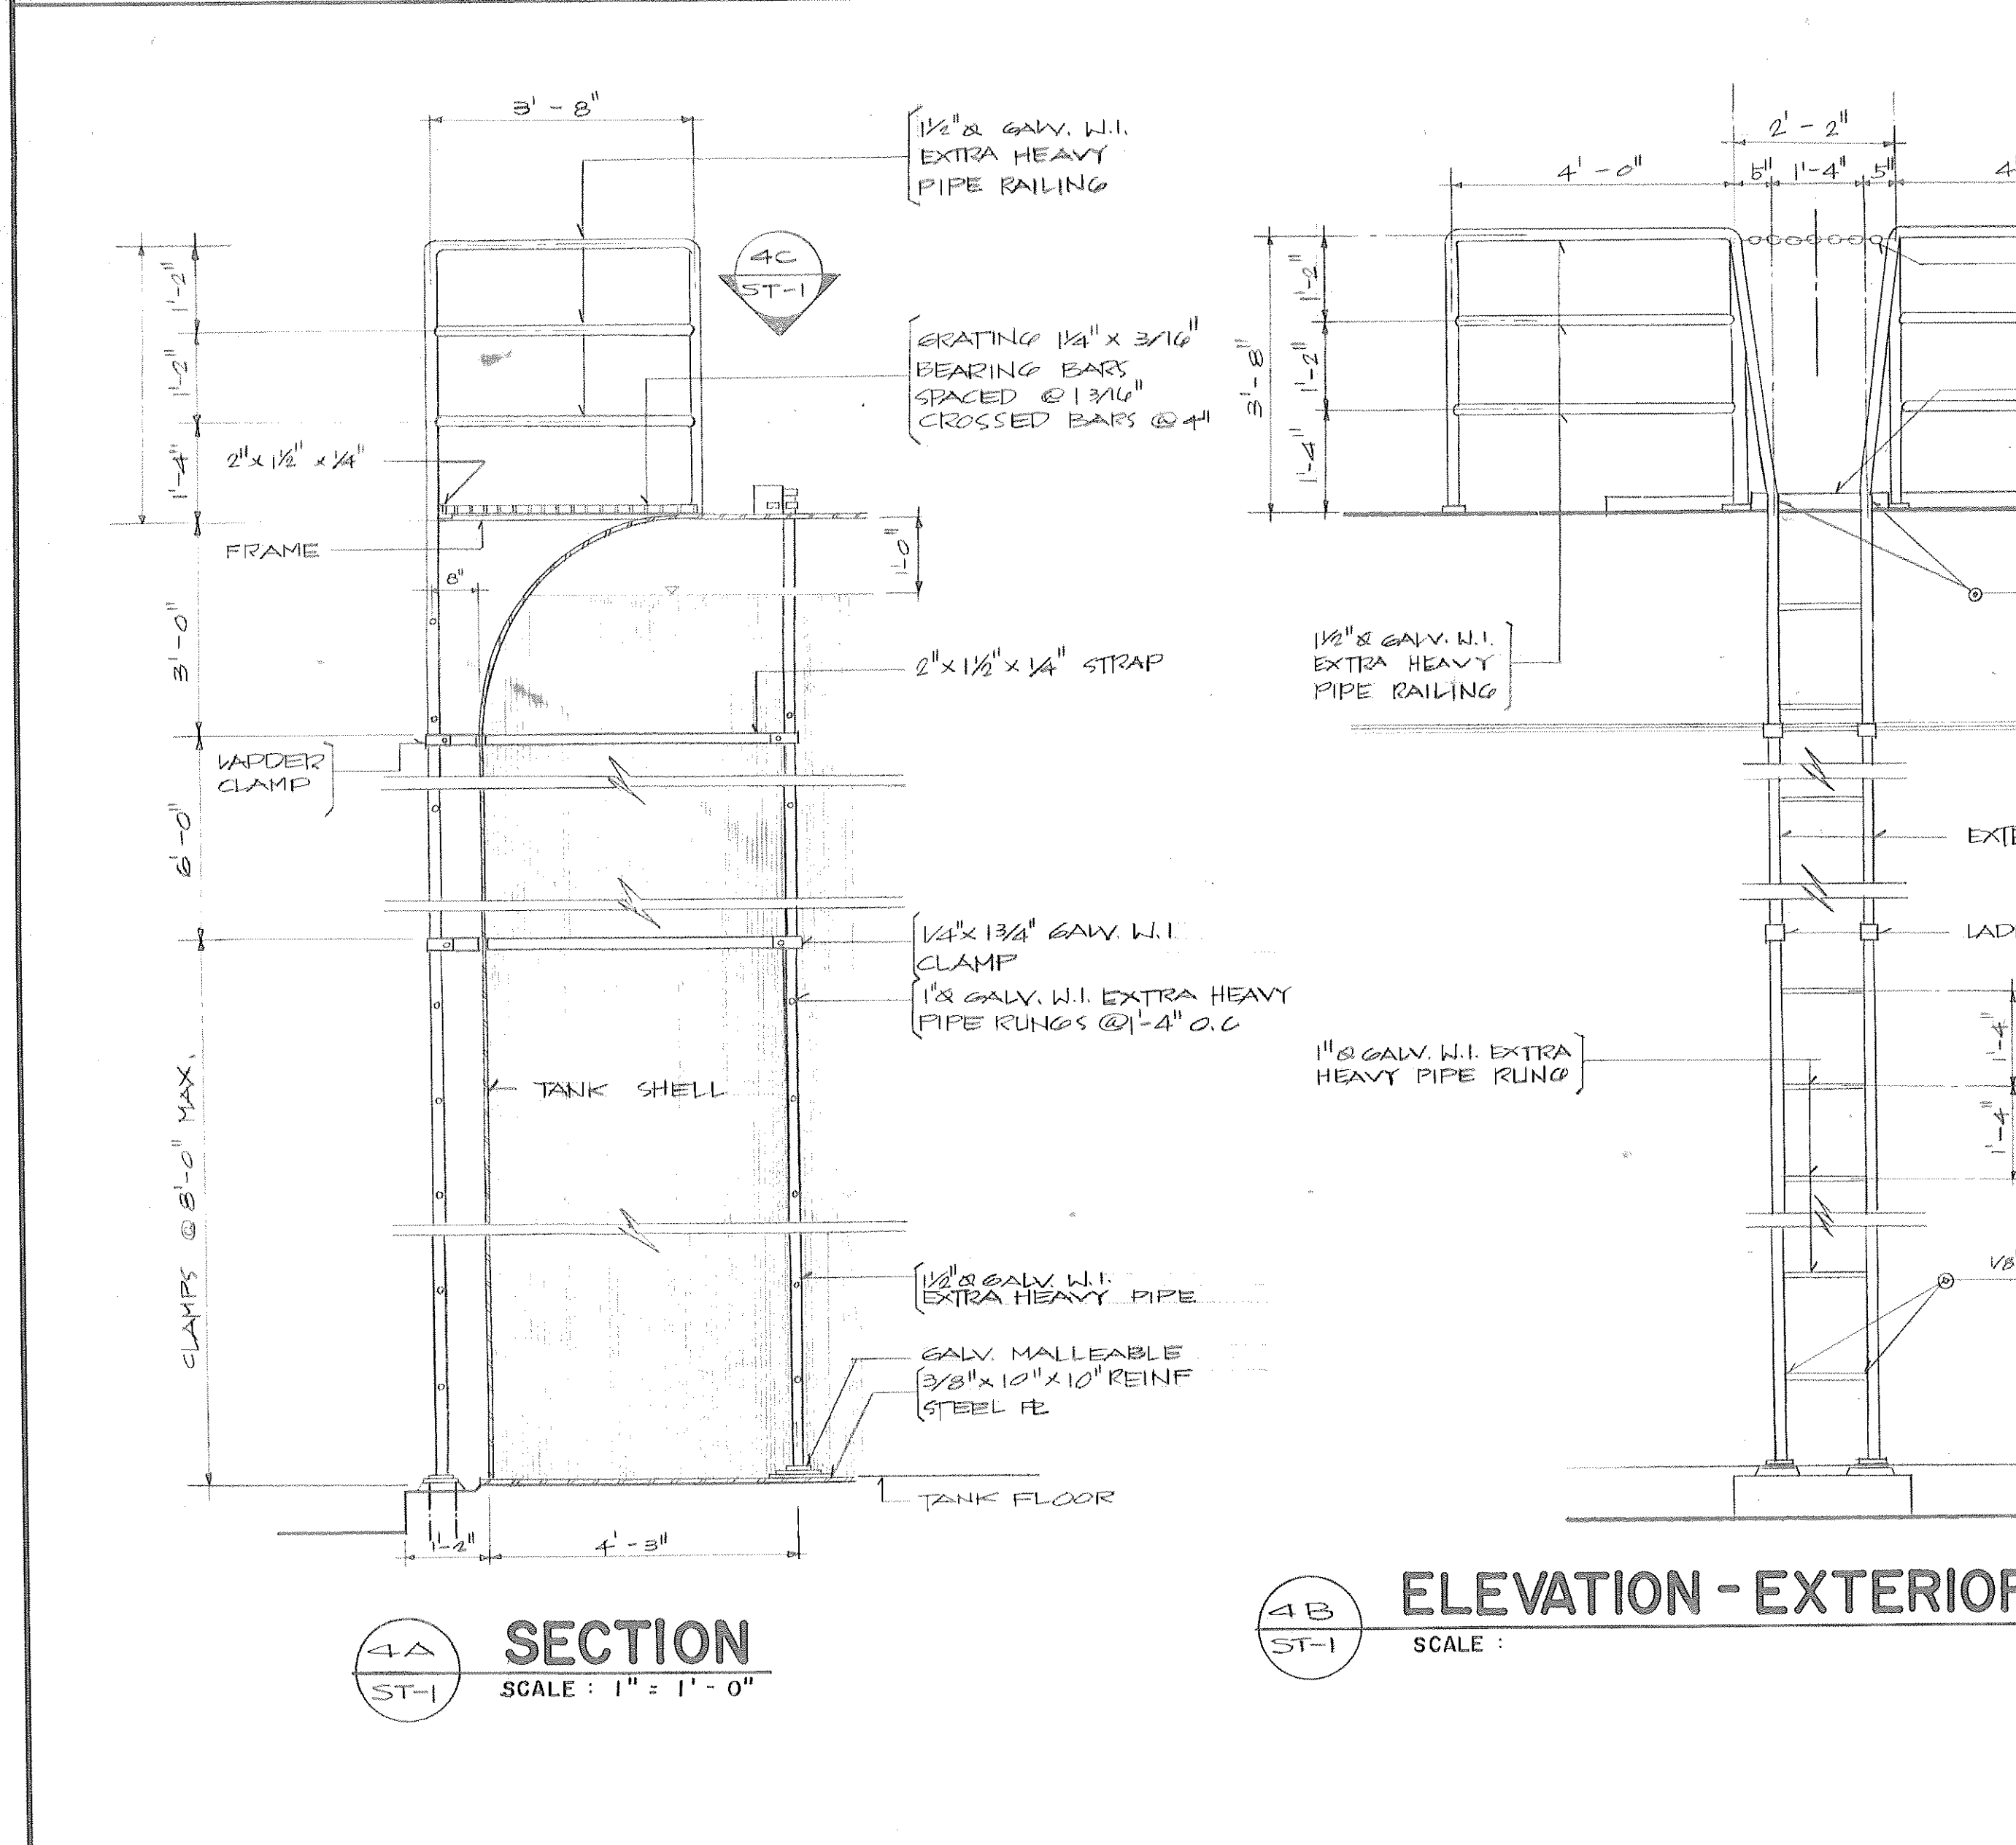 3'-8"
1½"Ø GALV. W.I.
EXTRA HEAVY
PIPE RAILING
4C
ST-1
1'-2"
1'-2"
1'-4"
GRATING 1¼" X 3/16"
BEARING BARS
SPACED @ 1 3/16"
CROSSED BARS @ 4"
2" x 1½" x ¼"
FRAME
8"
1'-0"
3'-0"
2" x 1½" x ¼" STRAP
LADDER
CLAMP
6'-0"
1/4" x 1 3/4" GALV. W.I.
CLAMP
1"Ø GALV. W.I. EXTRA HEAVY
PIPE RUNGS @1'-4" O.C
CLAMPS @ 8'-0" MAX.
TANK SHELL
1½"Ø GALV. W.I.
EXTRA HEAVY PIPE
GALV. MALLEABLE
3/8" x 10" x 10" REINF
STEEL PL
TANK FLOOR
1'-2"
4'-3"
4A
ST-1
SECTION
SCALE : 1" = 1'-0"
2'-2"
4'-0"
5"
1'-4"
5"
3'-8"
1'-2"
1'-2"
1'-4"
1½"Ø GALV. W.I.
EXTRA HEAVY
PIPE RAILING
1"Ø GALV. W.I. EXTRA
HEAVY PIPE RUNG
1'-4"
1'-4"
4B
ST-1
ELEVATION - EXTERIOR
SCALE :